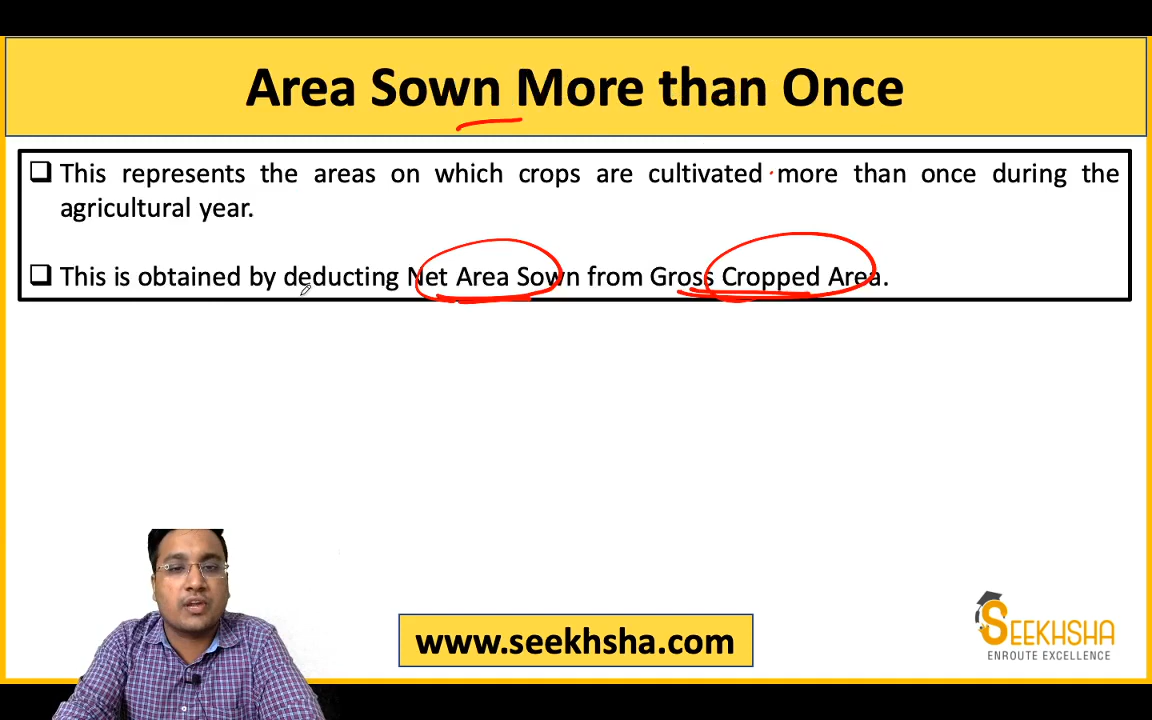 Area Sown More than Once
This represents the areas on which crops are cultivated more than once during the
agricultural year.
This is obtained by deducting Net Area Sown from Gross Cropped Area.
www.seekhsha.com
SEEKHSHA
ENROUTE EXCELLENCE